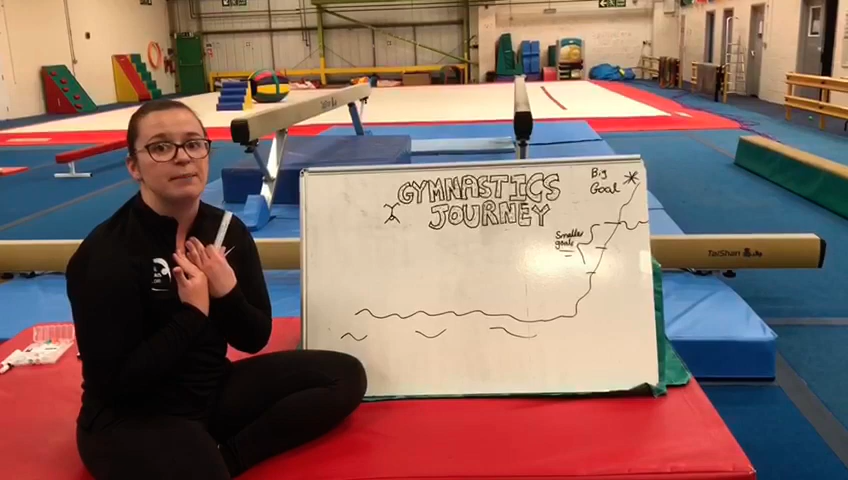 GYMNASTICS
JOURNEY
Big
Goal
Smaller
goals
TaiShan